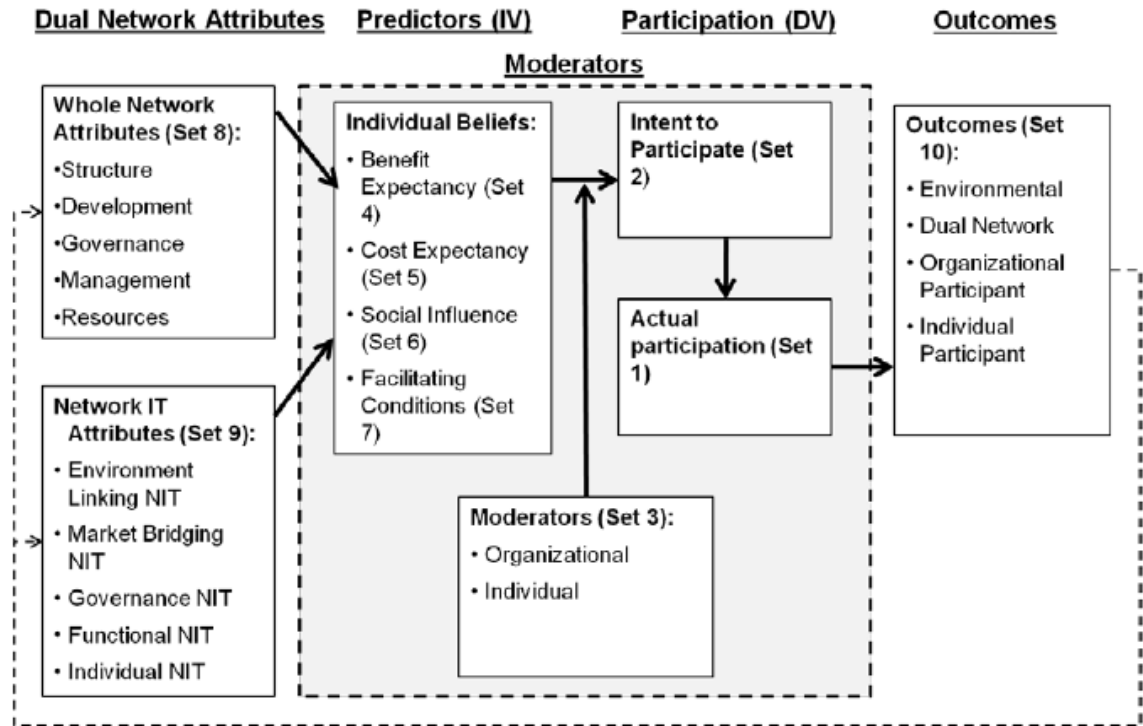 Dual Network Attributes
Predictors (IV)
Participation (DV)
Outcomes
Moderators
Whole Network
Attributes (Set 8):
•Structure
•Development
•Governance
•Management
•Resources
Network IT
Attributes (Set 9):
• Environment
Linking NIT
• Market Bridging
NIT
• Governance NIT
• Functional NIT
• Individual NIT
Individual Beliefs:
• Benefit
Expectancy (Set
4)
• Cost Expectancy
(Set 5)
• Social Influence
(Set 6)
• Facilitating
Conditions (Set
7)
Intent to
Participate (Set
2)
Actual
participation (Set
1)
Moderators (Set 3):
• Organizational
• Individual
Outcomes (Set
10):
• Environmental
• Dual Network
• Organizational
Participant
• Individual
Participant